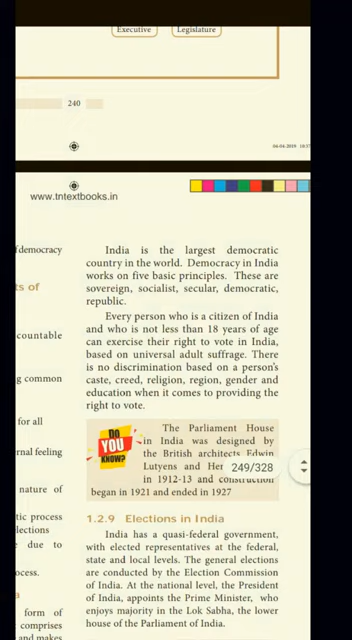 Executive
Legislature
240
www.tntextbooks.in
democracy
ts of
countable
g common
for all
rnal feeling
nature of
tic process
lections
due to
ocess.
a
form of
comprises
and makes
India is the largest democratic
country in the world. Democracy in India
works on five basic principles. These are
sovereign, socialist, secular, democratic,
republic.
Every person who is a citizen of India
and who is not less than 18 years of age
can exercise their right to vote in India,
based on universal adult suffrage. There
is no discrimination based on a person's
caste, creed, religion, region, gender and
education when it comes to providing the
right to vote.
DO
YOU
KNOW?
The Parliament House
in India was designed by
the British architects Edwin
Lutyens and Her
249/328
in 1912-13 and construction
began in 1921 and ended in 1927
1.2.9 Elections in India
India has a quasi-federal government,
with elected representatives at the federal,
state and local levels. The general elections
are conducted by the Election Commission
of India. At the national level, the President
of India, appoints the Prime Minister, who
enjoys majority in the Lok Sabha, the lower
house of the Parliament of India.